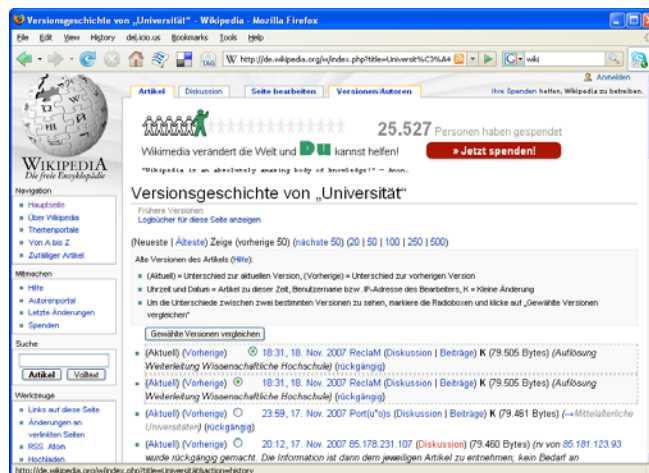 Versionsgeschichte von „Universität“ - Wikipedia - Mozilla Firefox
File Edit View History del.icio.us Bookmarks Tools Help
TAG W http://de.wikipedia.org/w/index.php?title=Universit%C3%A4 G wiki
Anmelden
Artikel Diskussion Seite bearbeiten Versionen/Autoren Ihre Spenden helfen, Wikipedia zu betreiben.
25.527 Personen haben gespendet
Wikimedia verändert die Welt und Du kannst helfen! » Jetzt spenden!
"Wikipedia is an absolutely amazing body of knowledge!" — Anon.
WIKIPEDIA
Die freie Enzyklopädie
Navigation
Hauptseite
Über Wikipedia
Themenportale
Von A bis Z
Zufälliger Artikel
Mitmachen
Hilfe
Autorenportal
Letzte Änderungen
Spenden
Suche
Artikel Volltext
Werkzeuge
Links auf diese Seite
Änderungen an
verlinkten Seiten
RSS Atom
Hochladen
Versionsgeschichte von „Universität“
Frühere Versionen
Logbücher für diese Seite anzeigen
(Neueste | Älteste) Zeige (vorherige 50) (nächste 50) (20 | 50 | 100 | 250 | 500)
Alte Versionen des Artikels (Hilfe):
(Aktuell) = Unterschied zur aktuellen Version, (Vorherige) = Unterschied zur vorherigen Version
Uhrzeit und Datum = Artikel zu dieser Zeit, Benutzername bzw. IP-Adresse des Bearbeiters, K = Kleine Änderung
Um die Unterschiede zwischen zwei bestimmten Versionen zu sehen, markiere die Radioboxen und klicke auf „Gewählte Versionen
vergleichen“
Gewählte Versionen vergleichen
(Aktuell) (Vorherige) 18:31, 18. Nov. 2007 ReclaM (Diskussion | Beiträge) K (79.505 Bytes) (Auflösung
Weiterleitung Wissenschaftliche Hochschule) (rückgängig)
(Aktuell) (Vorherige) 18:31, 18. Nov. 2007 ReclaM (Diskussion | Beiträge) K (79.505 Bytes) (Auflösung
Weiterleitung Wissenschaftliche Hochschule) (rückgängig)
(Aktuell) (Vorherige) 23:59, 17. Nov. 2007 Port(u*o)s (Diskussion | Beiträge) K (79.461 Bytes) (→Mittelalterliche
Universitäten) (rückgängig)
(Aktuell) (Vorherige) 20:12, 17. Nov. 2007 85.178.231.107 (Diskussion) (79.460 Bytes) (rv von 85.181.123.93
wurde rückgängig gemacht. Die Information ist dann dem jeweiligen Artikel zu entnehmen; kein Bedarf an
http://de.wikipedia.org/w/index.php?title=Universität&action=history